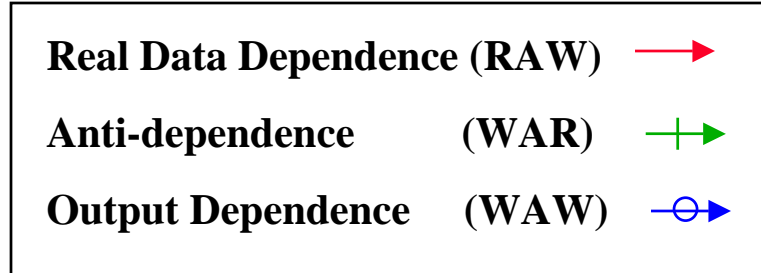 Real Data Dependence (RAW)
Anti-dependence (WAR)
Output Dependence (WAW)